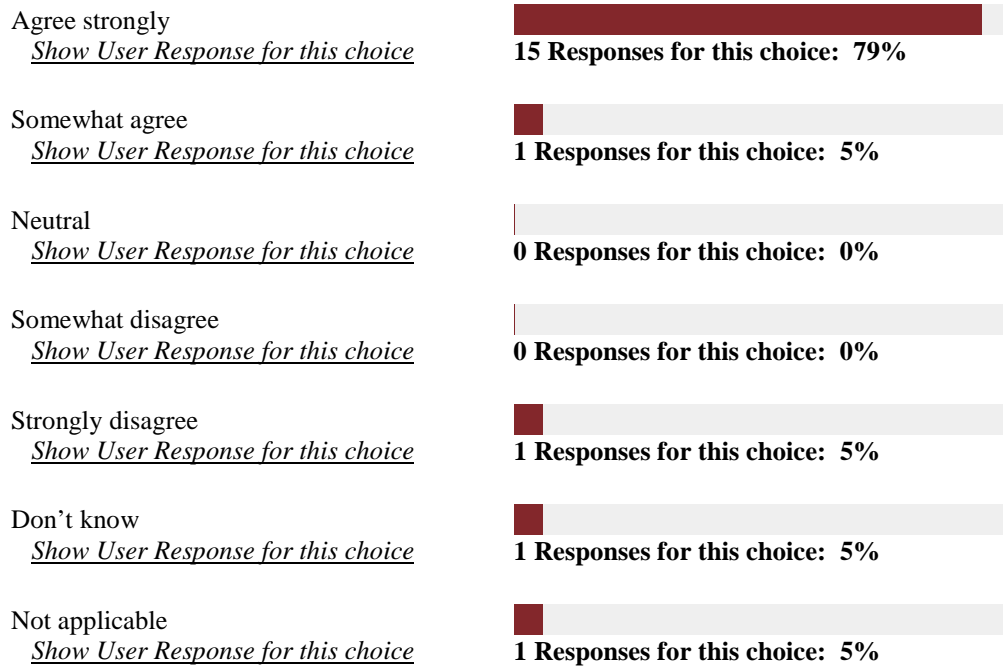 Agree strongly
Show User Response for this choice 15 Responses for this choice: 79%
Somewhat agree
Show User Response for this choice 1 Responses for this choice: 5%
Neutral
Show User Response for this choice 0 Responses for this choice: 0%
Somewhat disagree
Show User Response for this choice 0 Responses for this choice: 0%
Strongly disagree
Show User Response for this choice 1 Responses for this choice: 5%
Don’t know
Show User Response for this choice 1 Responses for this choice: 5%
Not applicable
Show User Response for this choice 1 Responses for this choice: 5%